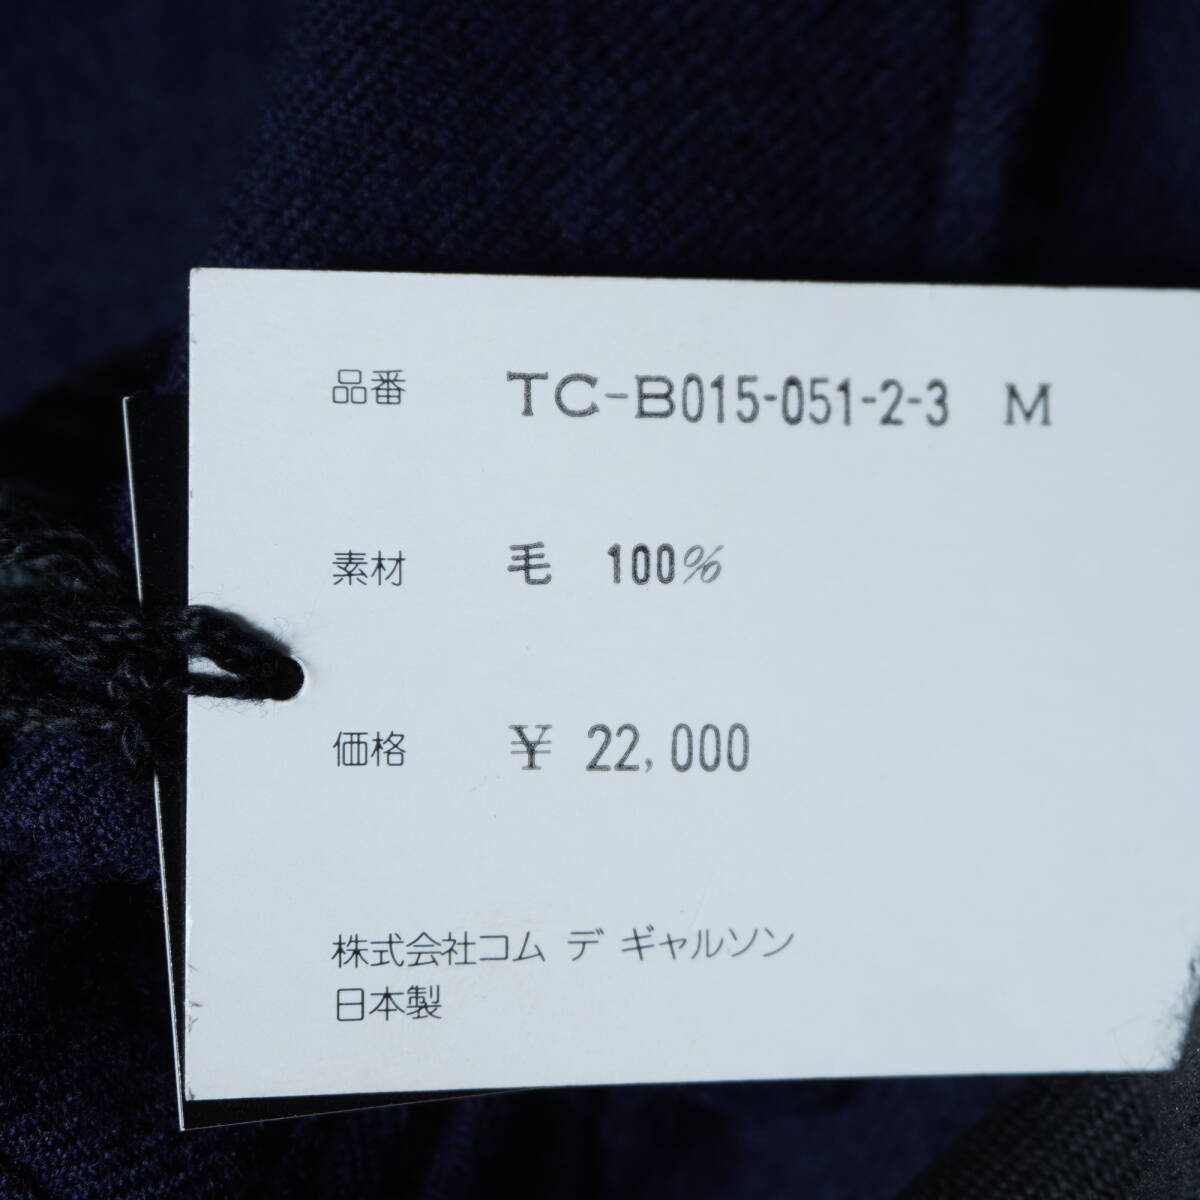 品番 TC-B015-051-2-3 M
素材 毛 100%
価格 ¥ 22,000
株式会社コム デ ギャルソン
日本製